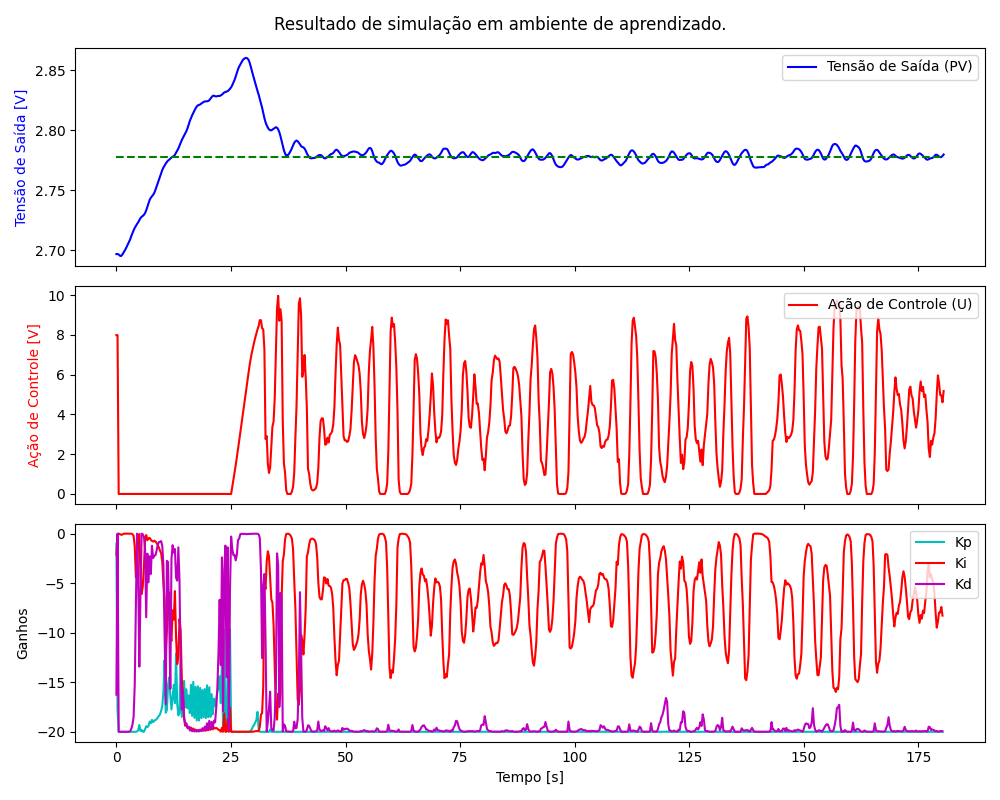 Resultado de simulação em ambiente de aprendizado.
Tensão de Saída [V]
2.85
2.80
2.75
2.70
Tensão de Saída (PV)
Ação de Controle [V]
10
8
6
4
2
0
Ação de Controle (U)
Ganhos
0
−5
−10
−15
−20
Kp
Ki
Kd
0 25 50 75 100 125 150 175
Tempo [s]